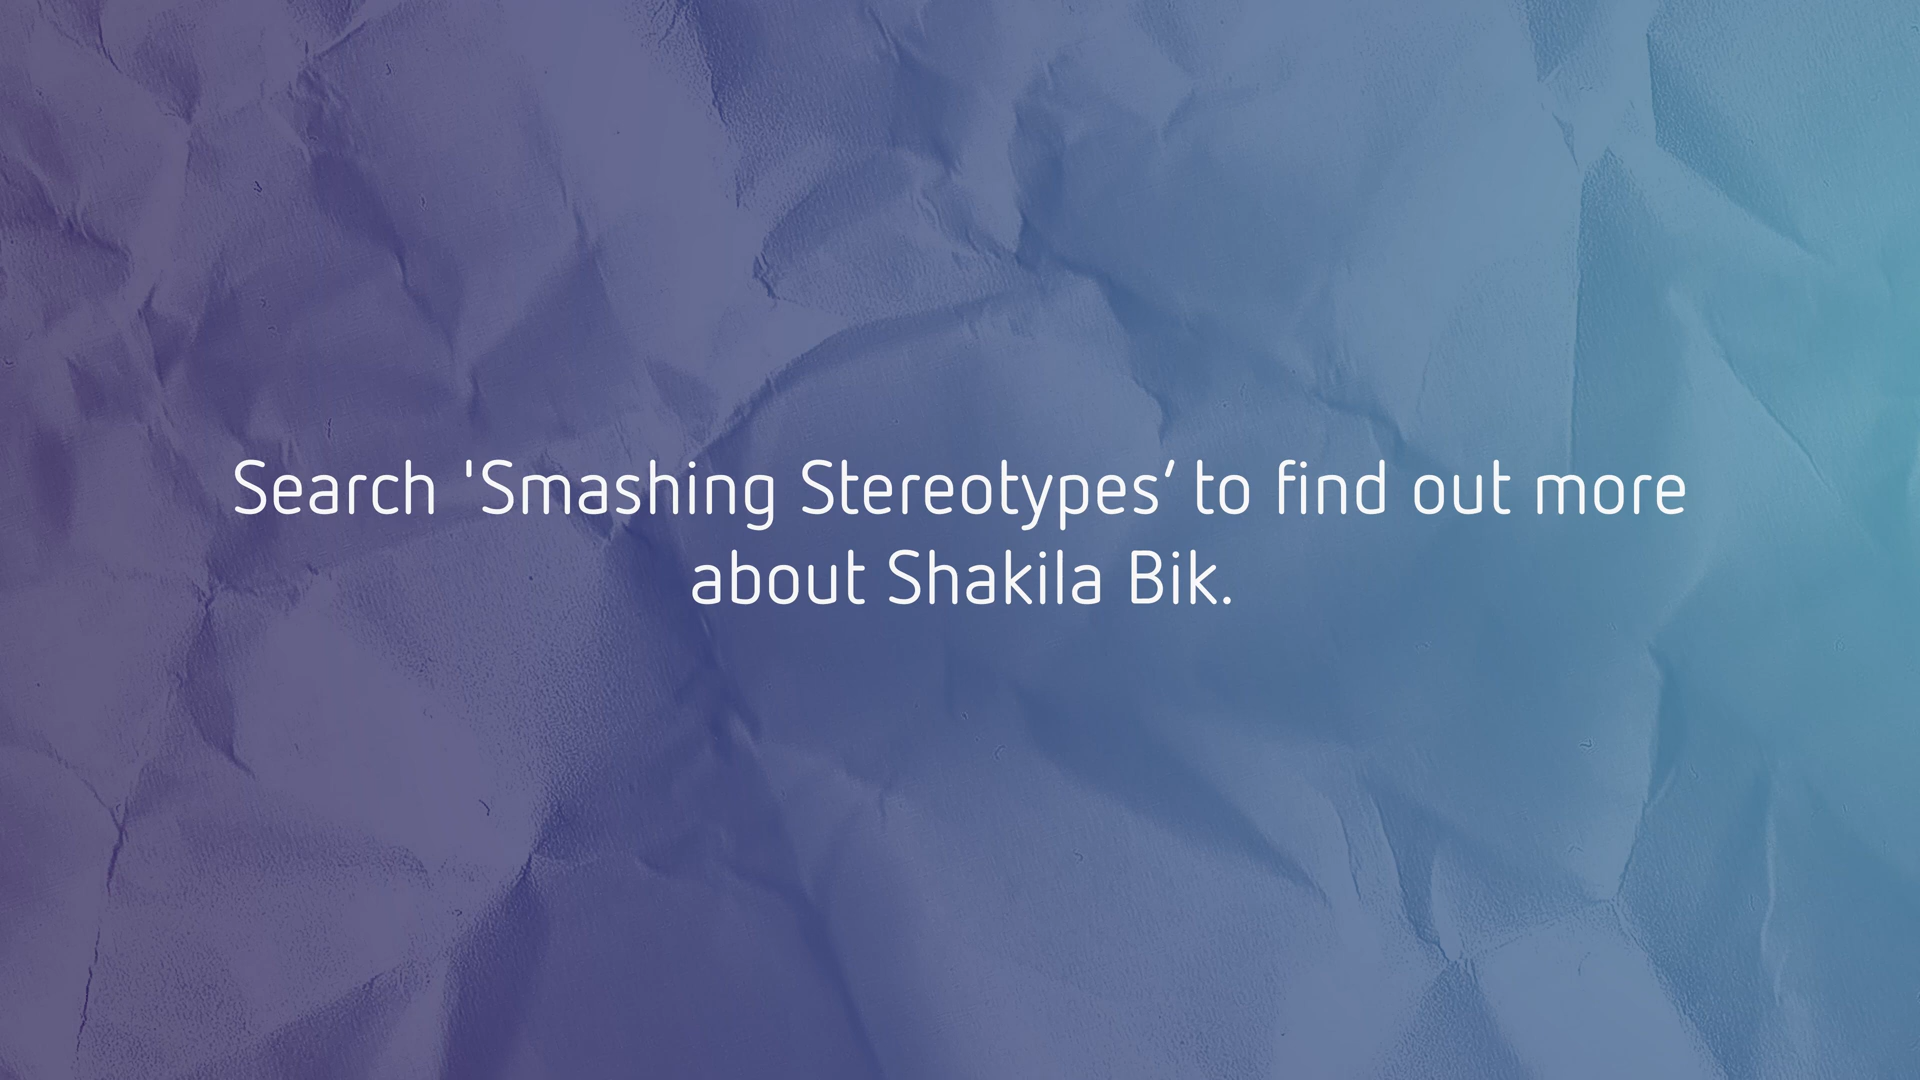 Search 'Smashing Stereotypes’ to find out more
about Shakila Bik.